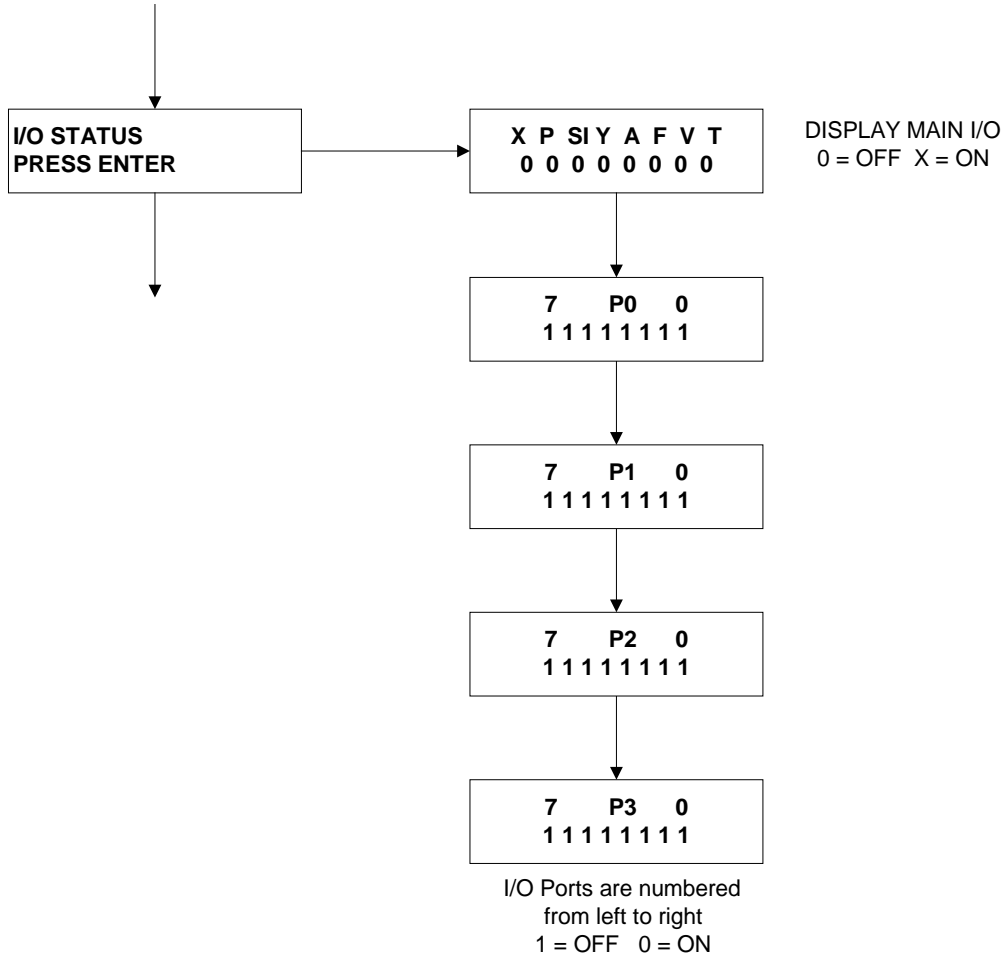 I/O STATUS
PRESS ENTER
X P SI Y A F V T
0 0 0 0 0 0 0 0
DISPLAY MAIN I/O
0 = OFF X = ON
7 P0 0
1 1 1 1 1 1 1 1
7 P1 0
1 1 1 1 1 1 1 1
7 P2 0
1 1 1 1 1 1 1 1
7 P3 0
1 1 1 1 1 1 1 1
I/O Ports are numbered
from left to right
1 = OFF 0 = ON